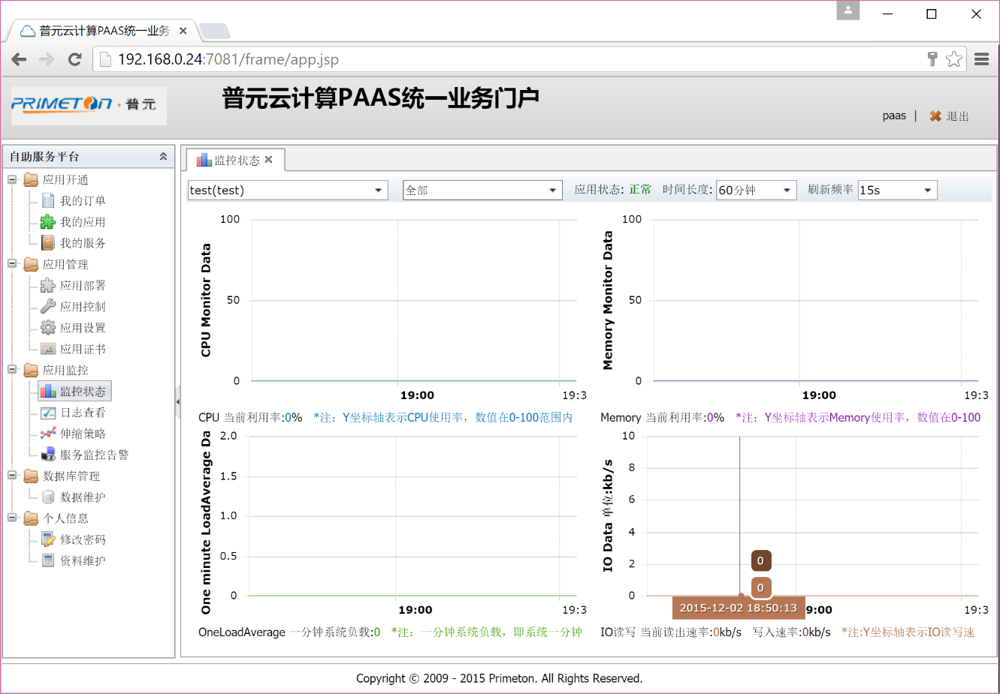 普元云计算PAAS统一业务
192.168.0.24:7081/frame/app.jsp
PRIMETON·普元
普元云计算PAAS统一业务门户
paas | 退出
自助服务平台
应用开通
我的订单
我的应用
我的服务
应用管理
应用部署
应用控制
应用设置
应用证书
应用监控
监控状态
日志查看
伸缩策略
服务监控告警
数据库管理
数据维护
个人信息
修改密码
资料维护
监控状态
test(test) 全部 应用状态: 正常 时间长度: 60分钟 刷新频率 15s
CPU Monitor Data
100
50
0
19:00 19:3
CPU 当前利用率:0% *注: Y坐标轴表示CPU使用率, 数值在0-100范围内
Memory Monitor Data
100
50
0
19:00 19:3
Memory 当前利用率:0% *注: Y坐标轴表示Memory使用率, 数值在0-100
One minute LoadAverage Da
2.0
1.5
1.0
0.5
0
19:00 19:3
OneLoadAverage 一分钟系统负载:0 *注: 一分钟系统负载, 即系统一分钟
IO Data 单位:kb/s
10
8
6
4
2
0
0
0
2015-12-02 18:50:13
9:00 19:3
IO读写 当前读出速率:0kb/s 写入速率:0kb/s *注:Y坐标轴表示IO读写速
Copyright © 2009 - 2015 Primeton. All Rights Reserved.